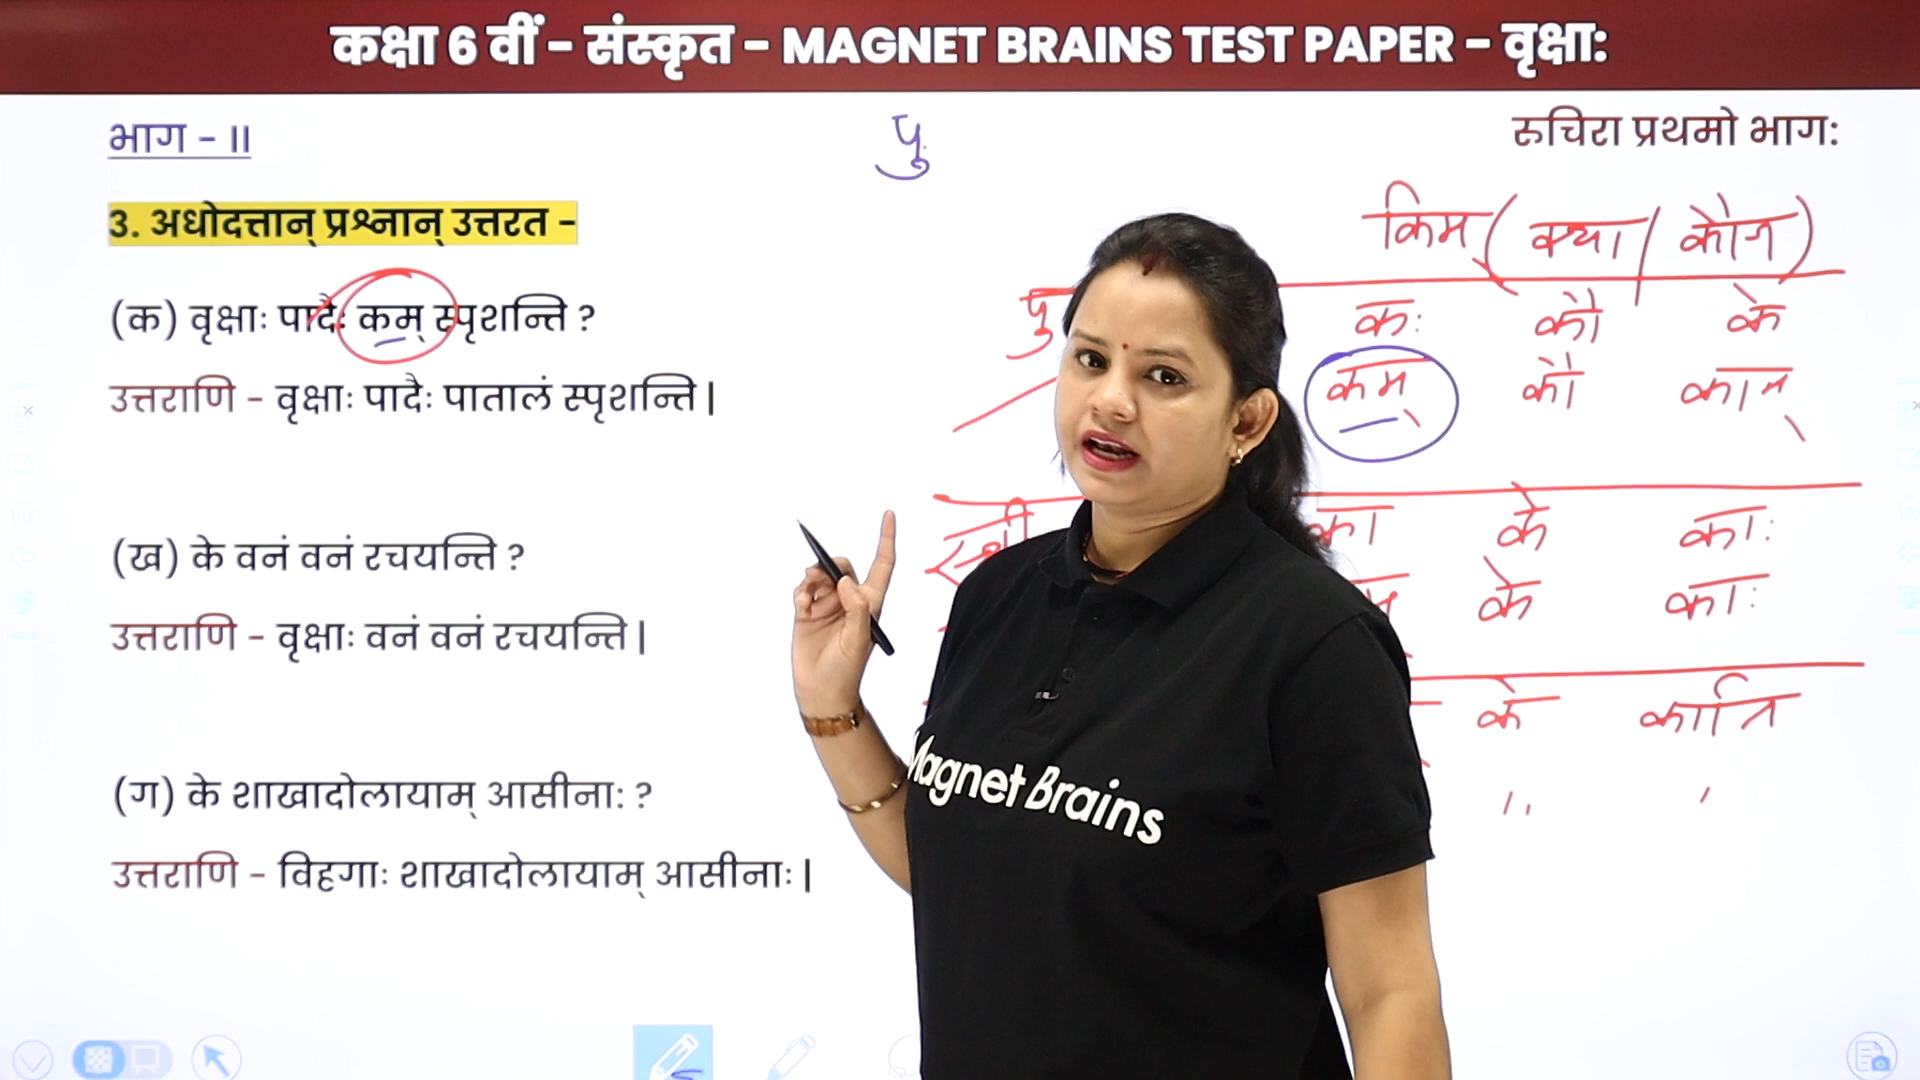 कक्षा 6 वीं - संस्कृत - MAGNET BRAINS TEST PAPER - वृक्षाः
भाग - II
पु.
रुचिरा प्रथमो भाग:
3. अधोदत्तान् प्रश्नान् उत्तरत -
किम् (क्या / कौन)
(क) वृक्षाः पादैः कम् स्पृशन्ति ?
पु कः कौ के
उत्तराणि - वृक्षाः पादैः पातालं स्पृशन्ति |
कम् कौ कान्
(ख) के वनं वनं रचयन्ति ?
स्त्री का के काः
उत्तराणि - वृक्षाः वनं वनं रचयन्ति |
के काः
के कानि
(ग) के शाखादोलायाम् आसीना: ?
" "
उत्तराणि - विहगाः शाखादोलायाम् आसीनाः |
Magnet Brains